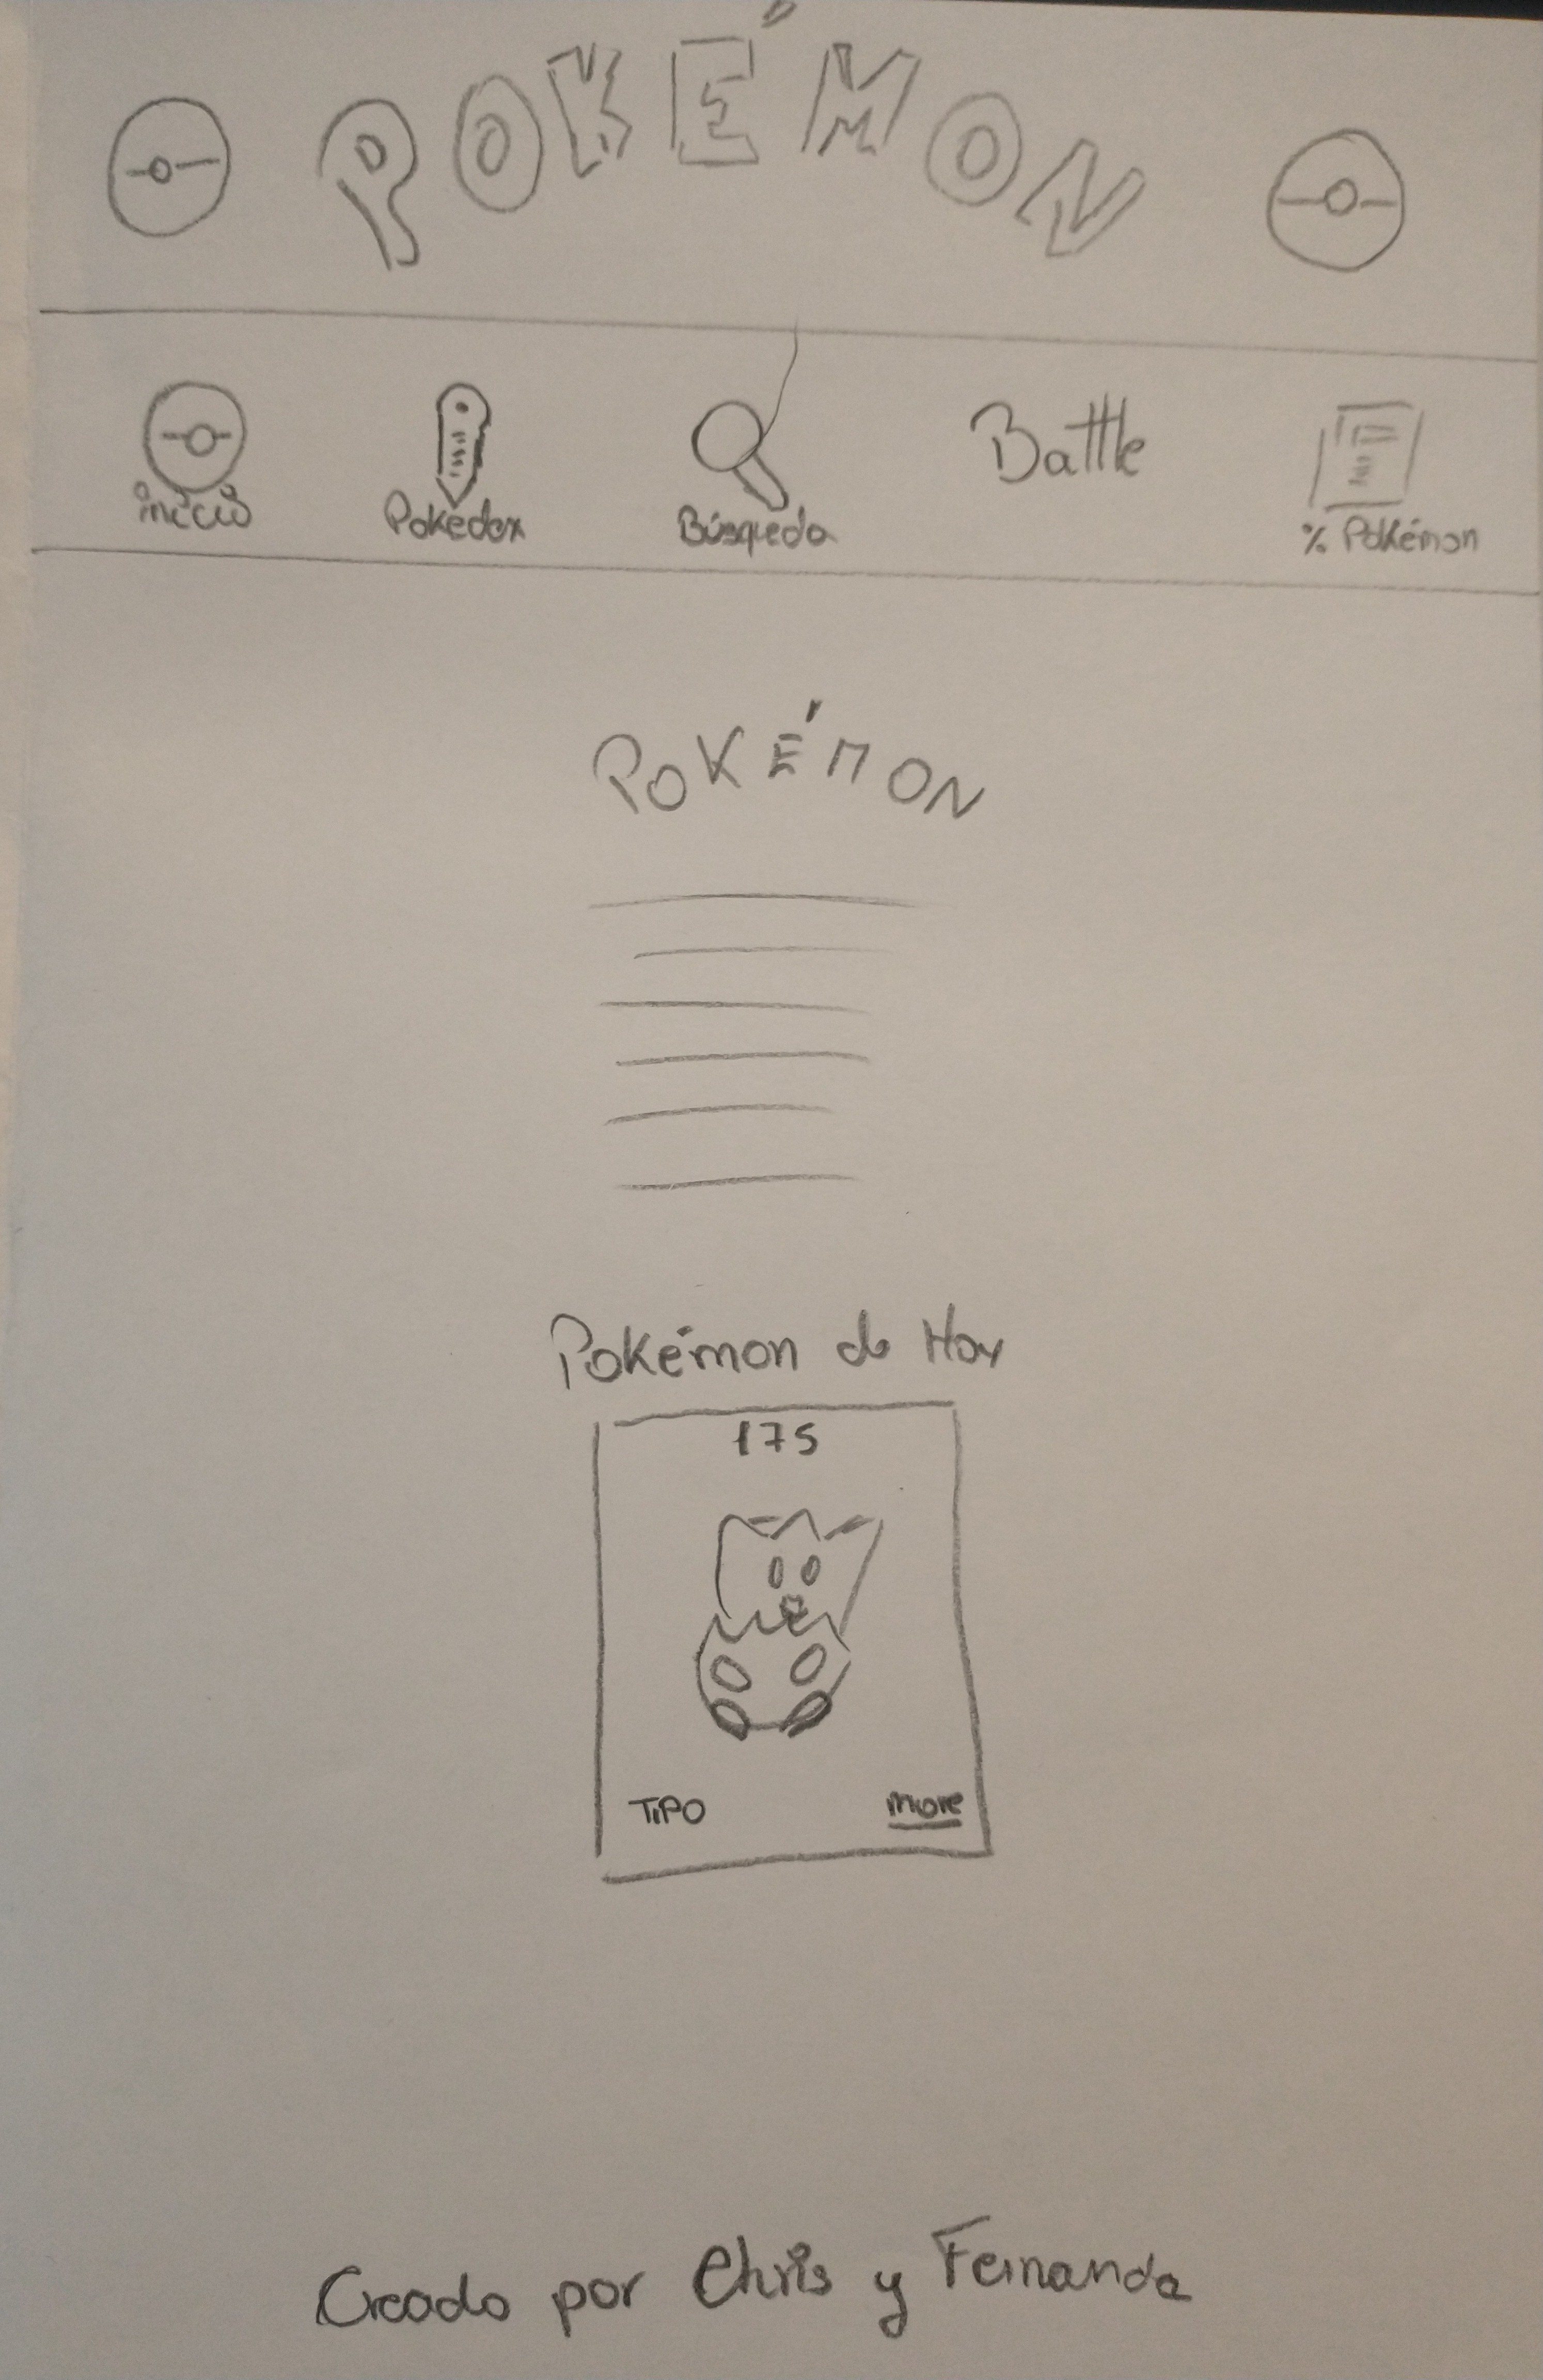 POKÉMON
inicio Pokedex Búsqueda Battle % Pokémon
POKÉMON
Pokémon de Hoy
175
TIPO more
Creado por Chris y Fernanda